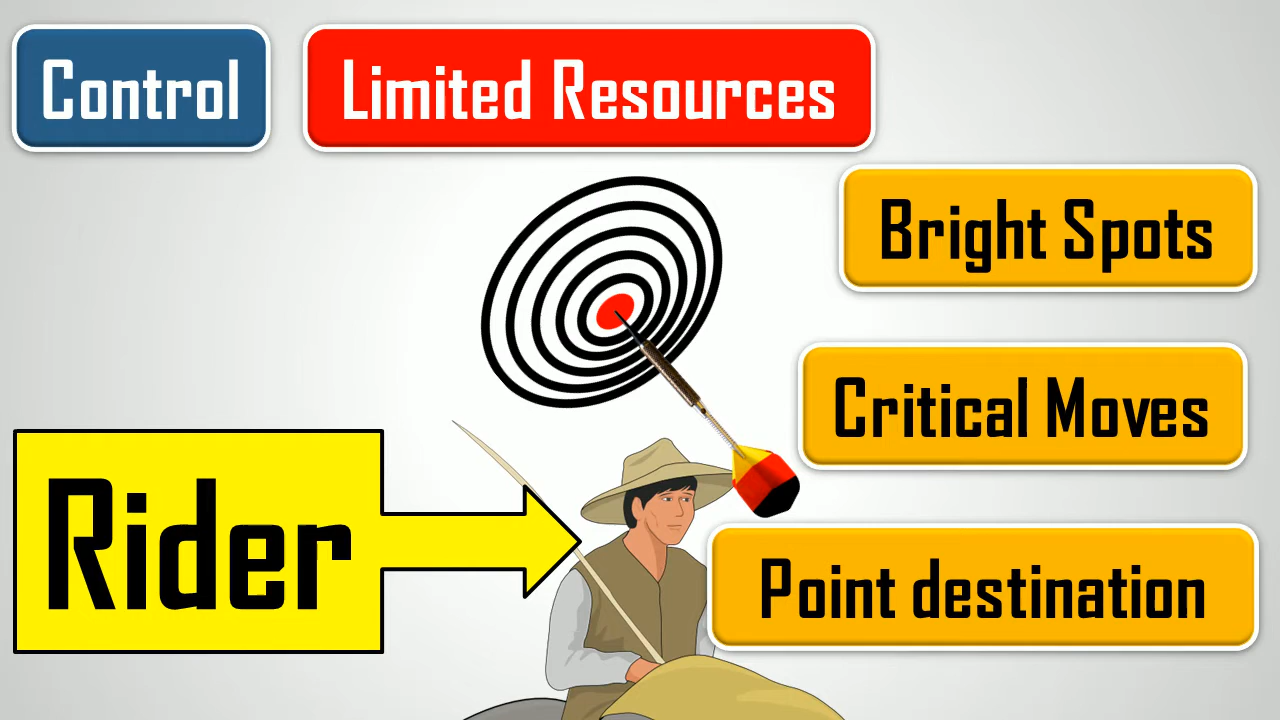 Control
Limited Resources
Bright Spots
Critical Moves
Rider
Point destination